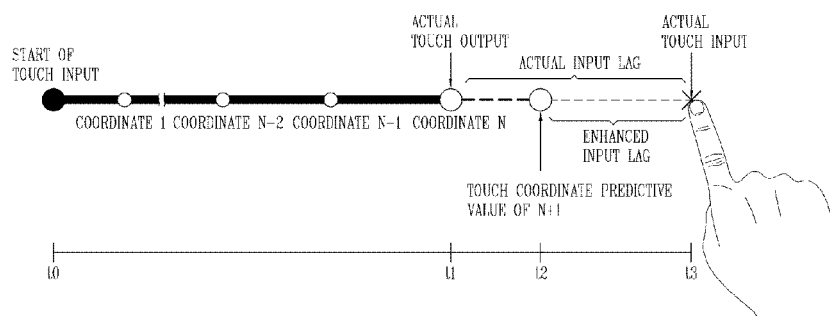 START OF
TOUCH INPUT
ACTUAL
TOUCH OUTPUT
ACTUAL INPUT LAG
ACTUAL
TOUCH INPUT
COORDINATE 1
COORDINATE N-2
COORDINATE N-1
COORDINATE N
ENHANCED
INPUT LAG
TOUCH COORDINATE PREDICTIVE
VALUE OF N+1
t0
t1
t2
t3